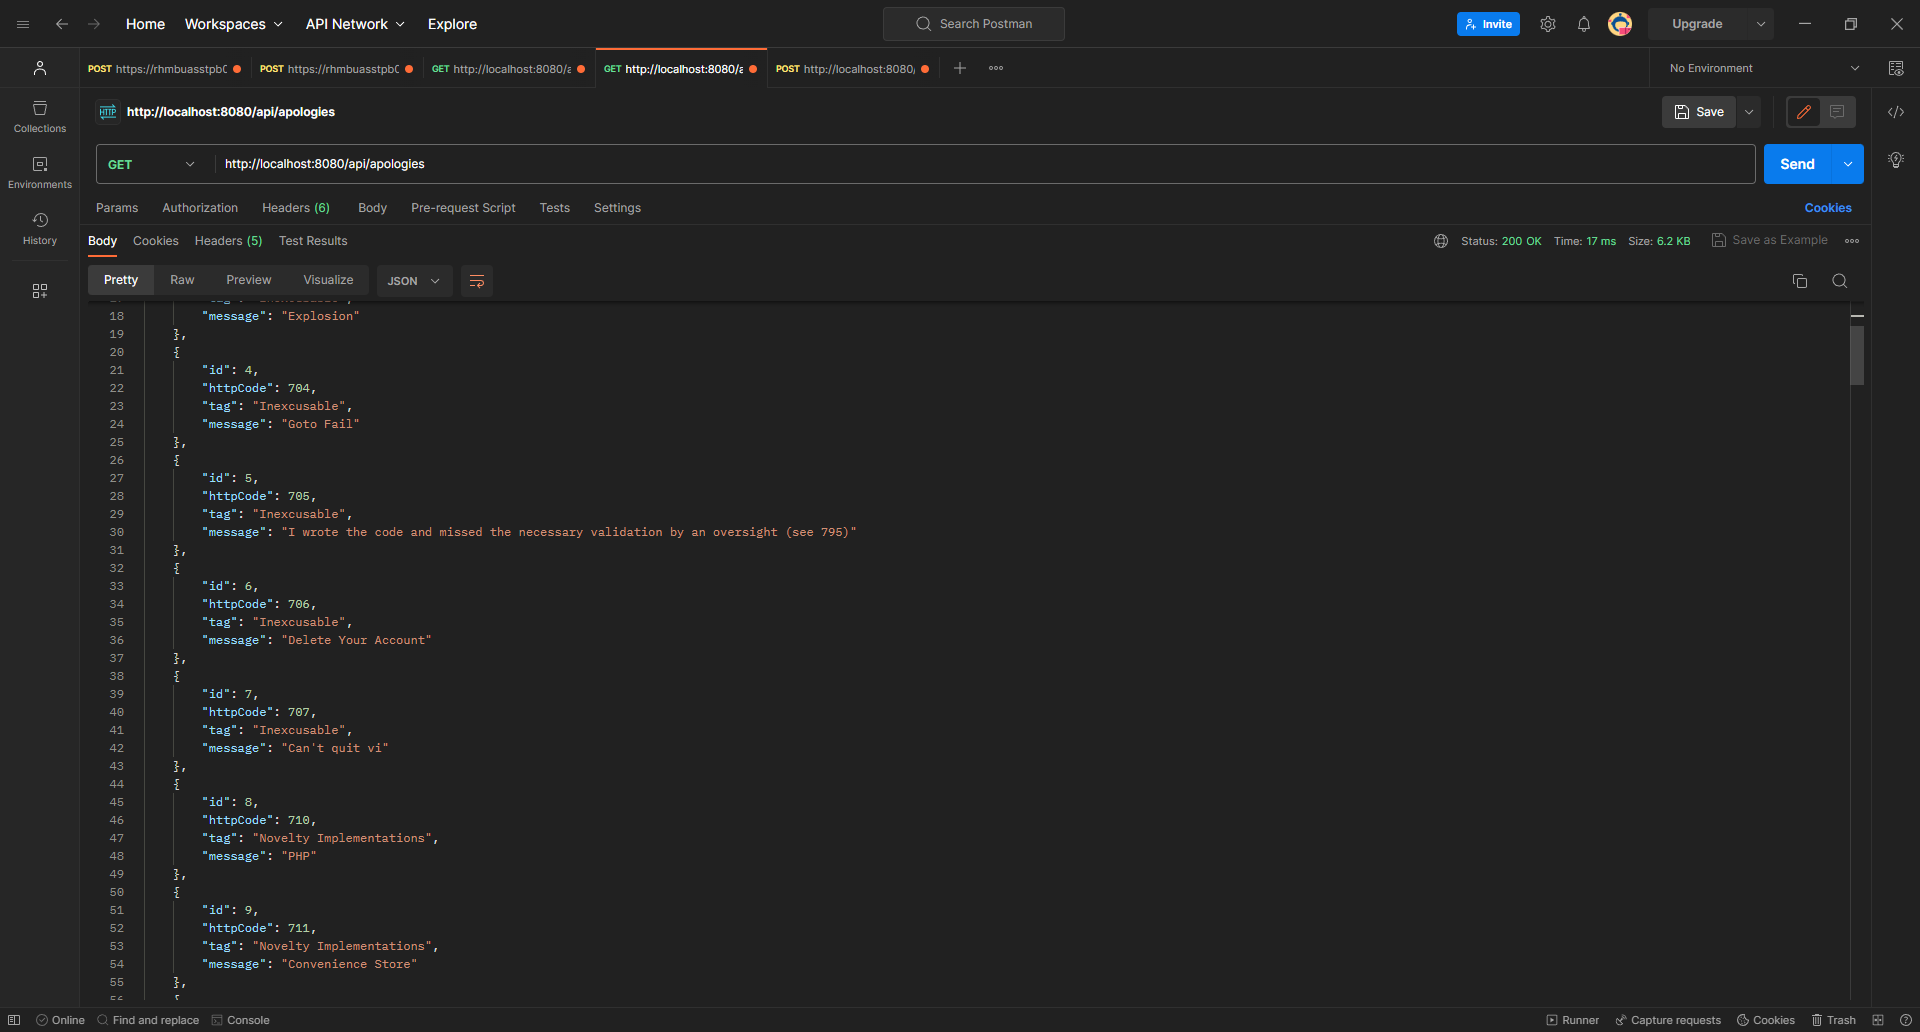 Home Workspaces API Network Explore Search Postman Invite Upgrade
POST https://rhmbuasstpb POST https://rhmbuasstpb GET http://localhost:8080/a GET http://localhost:8080/a POST http://localhost:8080/ No Environment
HTTP http://localhost:8080/api/apologies Save
Collections
Environments
History
GET http://localhost:8080/api/apologies Send
Params Authorization Headers (6) Body Pre-request Script Tests Settings Cookies
Body Cookies Headers (5) Test Results Status: 200 OK Time: 17 ms Size: 6.2 KB Save as Example
Pretty Raw Preview Visualize JSON
18 "message": "Explosion"
19 },
20 {
21 "id": 4,
22 "httpCode": 704,
23 "tag": "Inexcusable",
24 "message": "Goto Fail"
25 },
26 {
27 "id": 5,
28 "httpCode": 705,
29 "tag": "Inexcusable",
30 "message": "I wrote the code and missed the necessary validation by an oversight (see 795)"
31 },
32 {
33 "id": 6,
34 "httpCode": 706,
35 "tag": "Inexcusable",
36 "message": "Delete Your Account"
37 },
38 {
39 "id": 7,
40 "httpCode": 707,
41 "tag": "Inexcusable",
42 "message": "Can't quit vi"
43 },
44 {
45 "id": 8,
46 "httpCode": 710,
47 "tag": "Novelty Implementations",
48 "message": "PHP"
49 },
50 {
51 "id": 9,
52 "httpCode": 711,
53 "tag": "Novelty Implementations",
54 "message": "Convenience Store"
55 },
Online Find and replace Console Runner Capture requests Cookies Trash